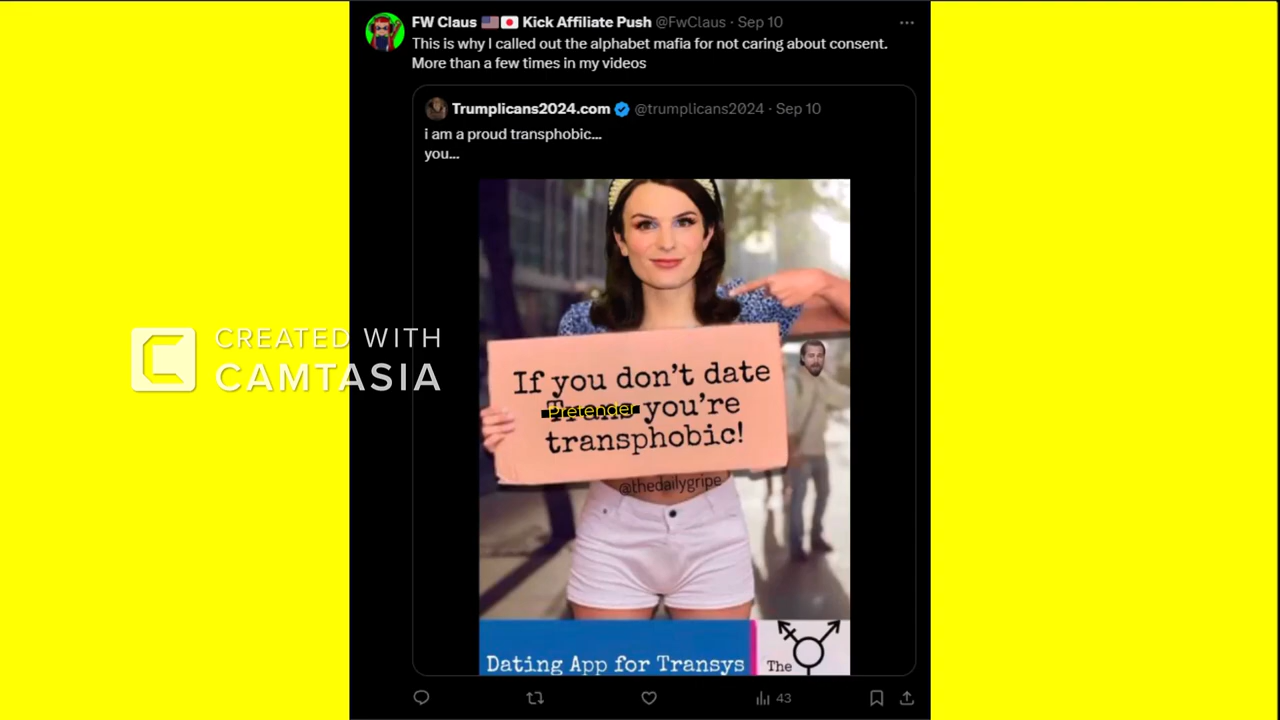 FW Claus 🇺🇸🇯🇵 Kick Affiliate Push @FwClaus · Sep 10
This is why I called out the alphabet mafia for not caring about consent.
More than a few times in my videos
Trumplicans2024.com @trumplicans2024 · Sep 10
i am a proud transphobic...
you...
CREATED WITH
CAMTASIA
If you don't date
Trans Pretender you're
transphobic!
@thedailygripe
Dating App for Transys
The
43